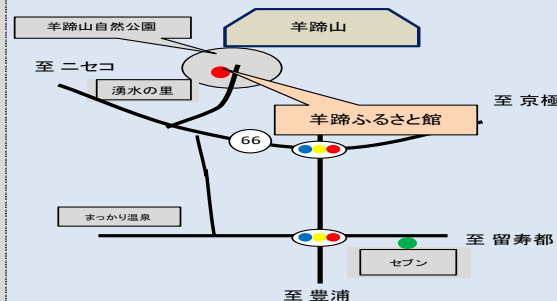 羊蹄山自然公園
羊蹄山
至 ニセコ
湧水の里
至 京極
羊蹄ふるさと館
66
まっかり温泉
至 留寿都
セブン
至 豊浦